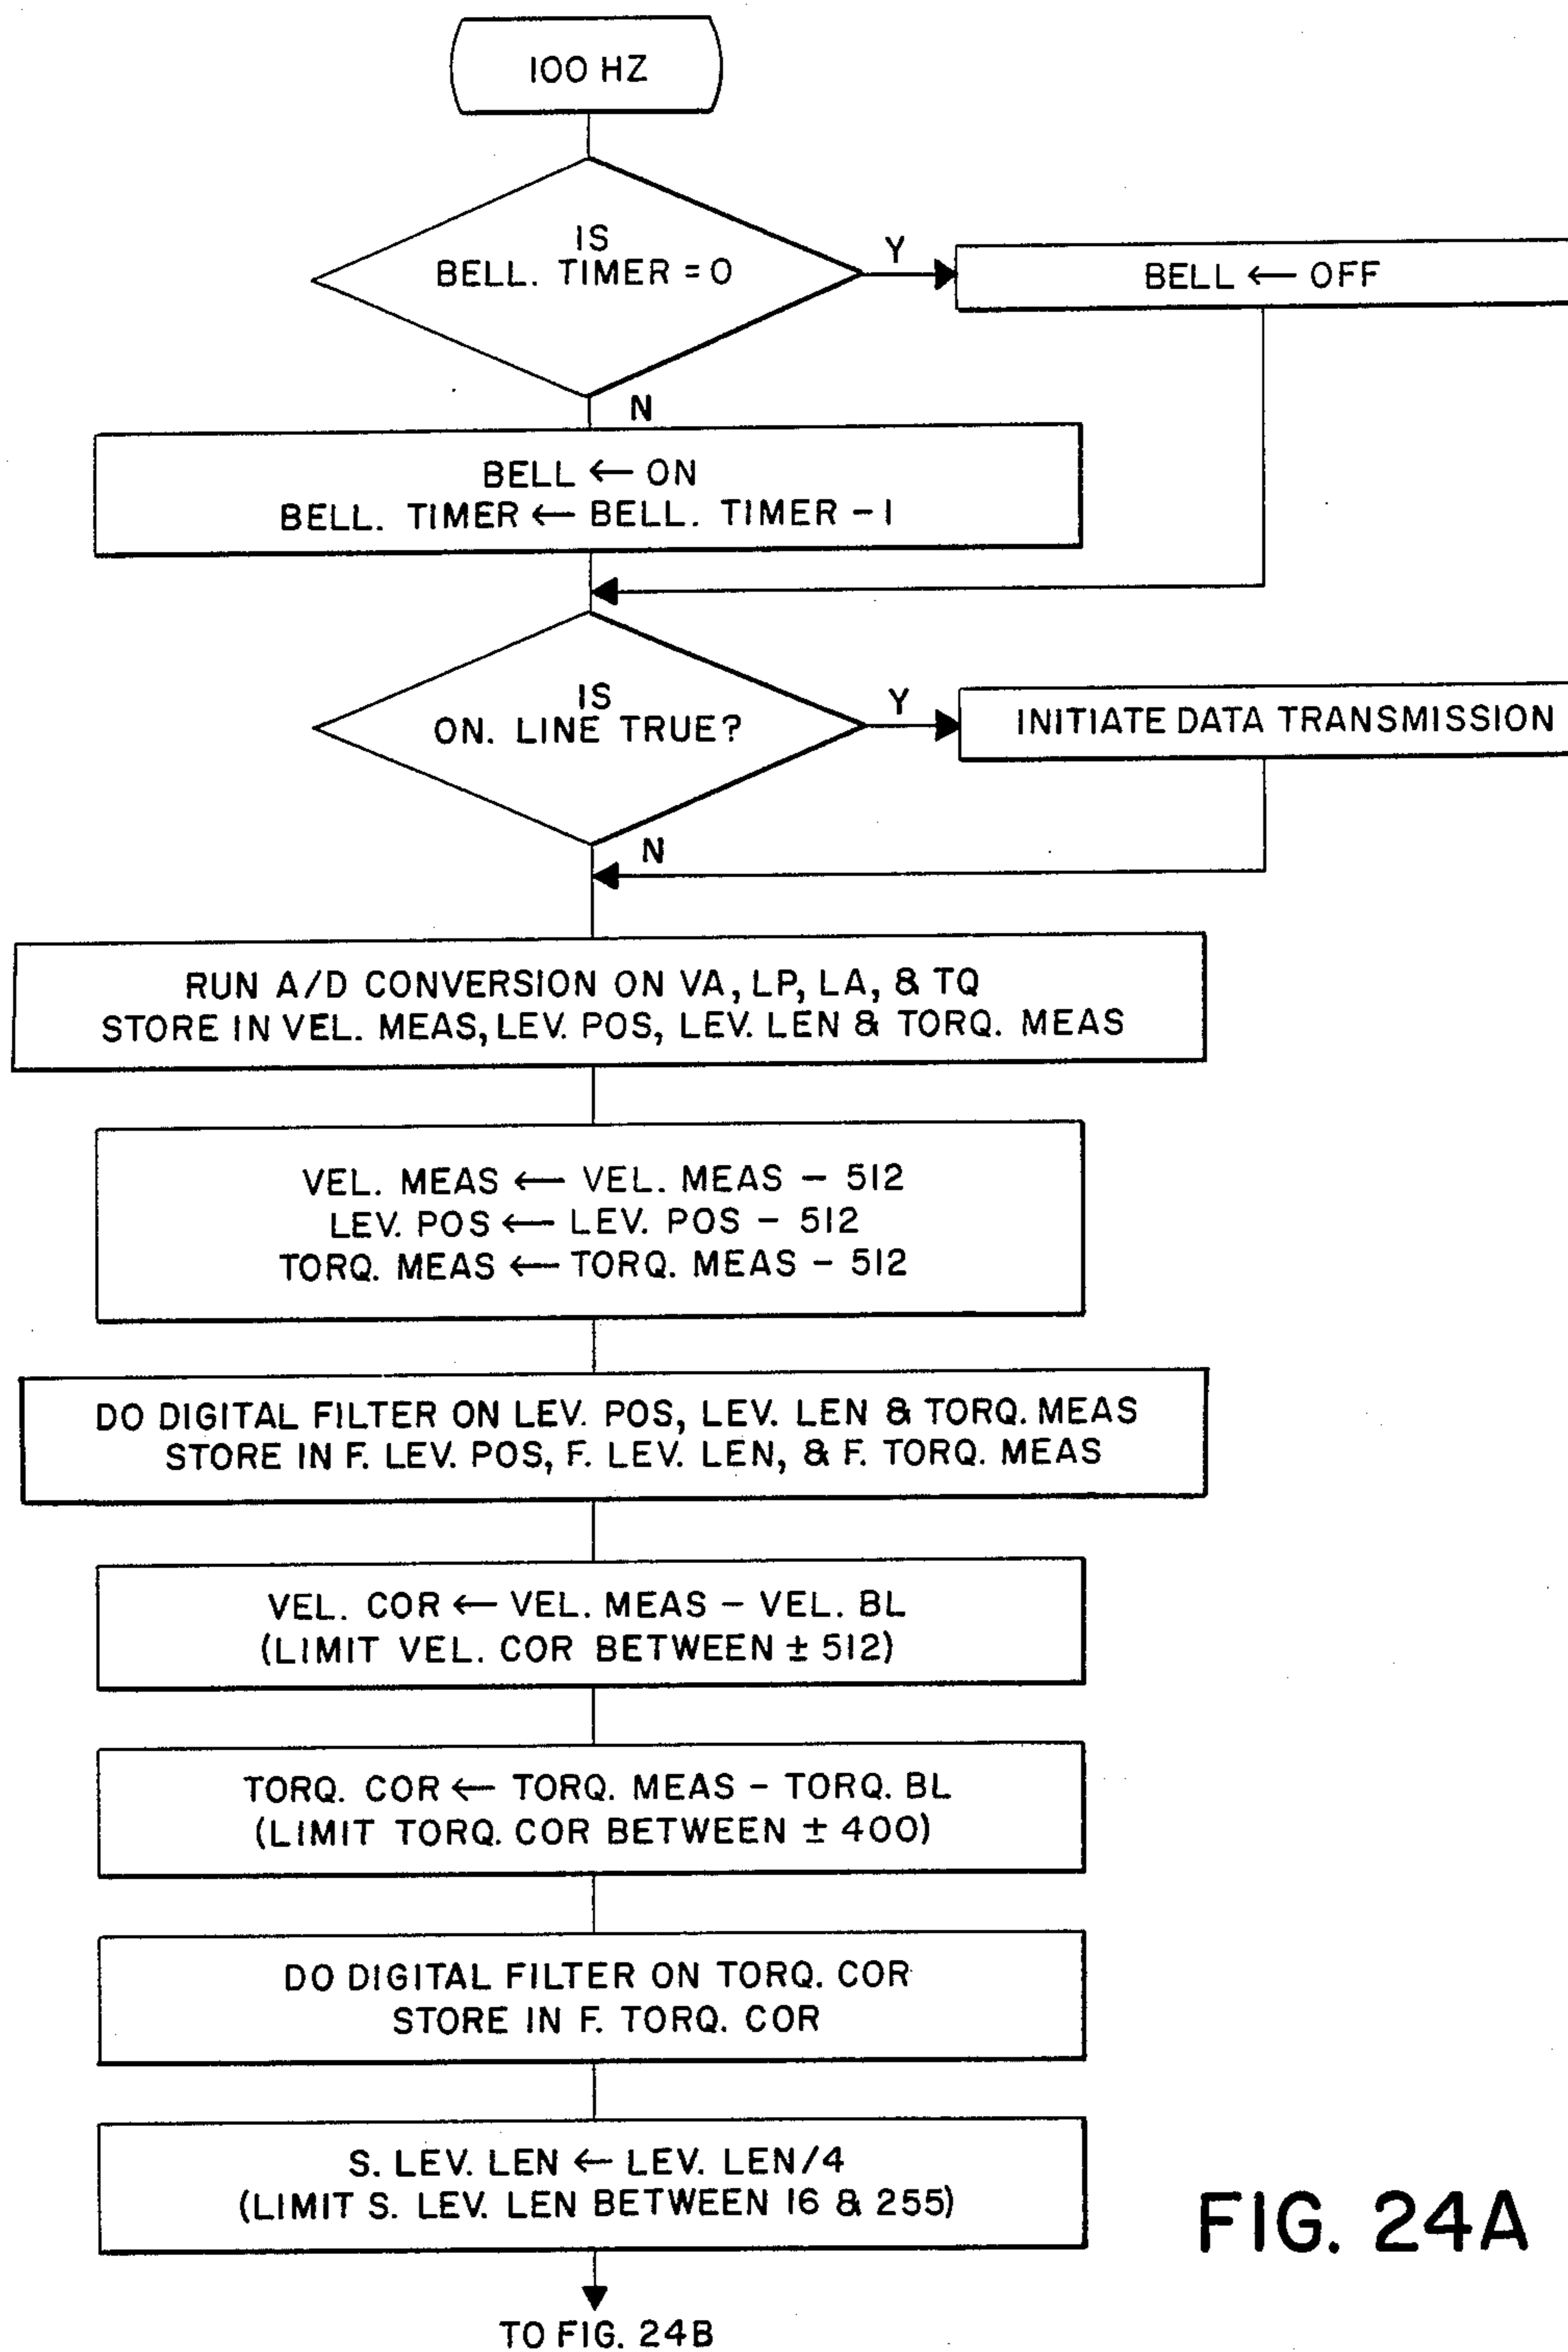 100 HZ
IS
BELL. TIMER = 0
Y
BELL ← OFF
N
BELL ← ON
BELL. TIMER ← BELL. TIMER - 1
IS
ON. LINE TRUE?
Y
INITIATE DATA TRANSMISSION
N
RUN A/D CONVERSION ON VA, LP, LA, & TQ
STORE IN VEL. MEAS, LEV. POS, LEV. LEN & TORQ. MEAS
VEL. MEAS ← VEL. MEAS - 512
LEV. POS ← LEV. POS - 512
TORQ. MEAS ← TORQ. MEAS - 512
DO DIGITAL FILTER ON LEV. POS, LEV. LEN & TORQ. MEAS
STORE IN F. LEV. POS, F. LEV. LEN, & F. TORQ. MEAS
VEL. COR ← VEL. MEAS - VEL. BL
(LIMIT VEL. COR BETWEEN ± 512)
TORQ. COR ← TORQ. MEAS - TORQ. BL
(LIMIT TORQ. COR BETWEEN ± 400)
DO DIGITAL FILTER ON TORQ. COR
STORE IN F. TORQ. COR
S. LEV. LEN ← LEV. LEN/4
(LIMIT S. LEV. LEN BETWEEN 16 & 255)
FIG. 24A
TO FIG. 24B